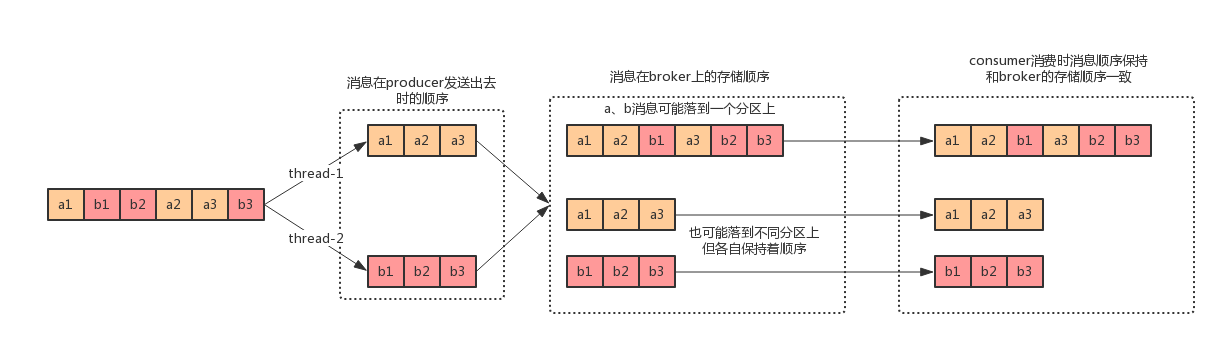 a1 b1 b2 a2 a3 b3
thread-1
thread-2
消息在producer发送出去
时的顺序
a1 a2 a3
b1 b2 b3
消息在broker上的存储顺序
a、b消息可能落到一个分区上
a1 a2 b1 a3 b2 b3
a1 a2 a3
也可能落到不同分区上
但各自保持着顺序
b1 b2 b3
consumer消费时消息顺序保持
和broker的存储顺序一致
a1 a2 b1 a3 b2 b3
a1 a2 a3
b1 b2 b3